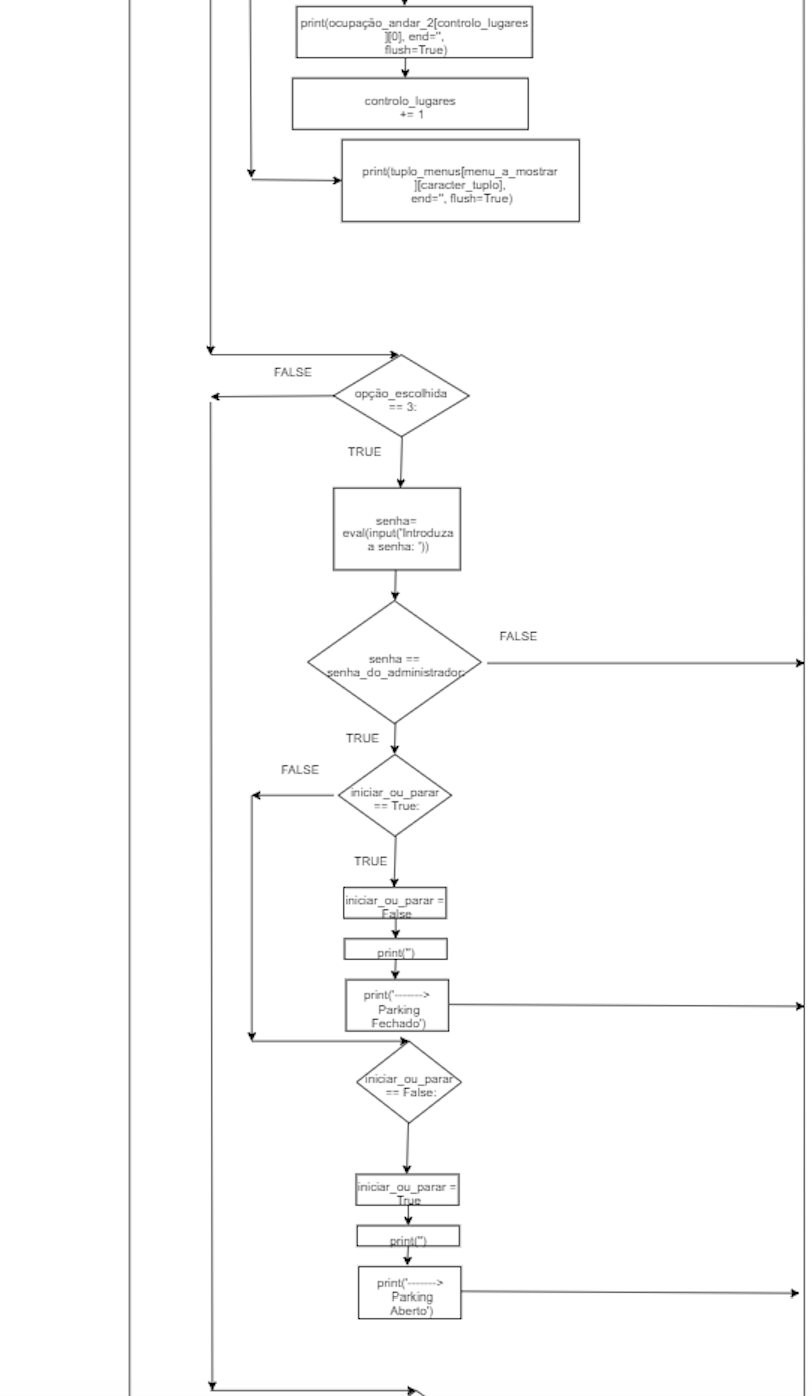 print(ocupação_andar_2[controlo_lugares
][0], end='',
flush=True)
controlo_lugares
+= 1
print(tuplo_menus[menu_a_mostrar
][caracter_tuplo],
end='', flush=True)
FALSE
opção_escolhida
== 3:
TRUE
senha=
eval(input('Introduza
a senha: '))
FALSE
senha ==
senha_do_administrador:
TRUE
FALSE
iniciar_ou_parar
== True:
TRUE
iniciar_ou_parar =
False
print('')
print('------->
Parking
Fechado')
iniciar_ou_parar
== False:
iniciar_ou_parar =
True
print('')
print('------->
Parking
Aberto')